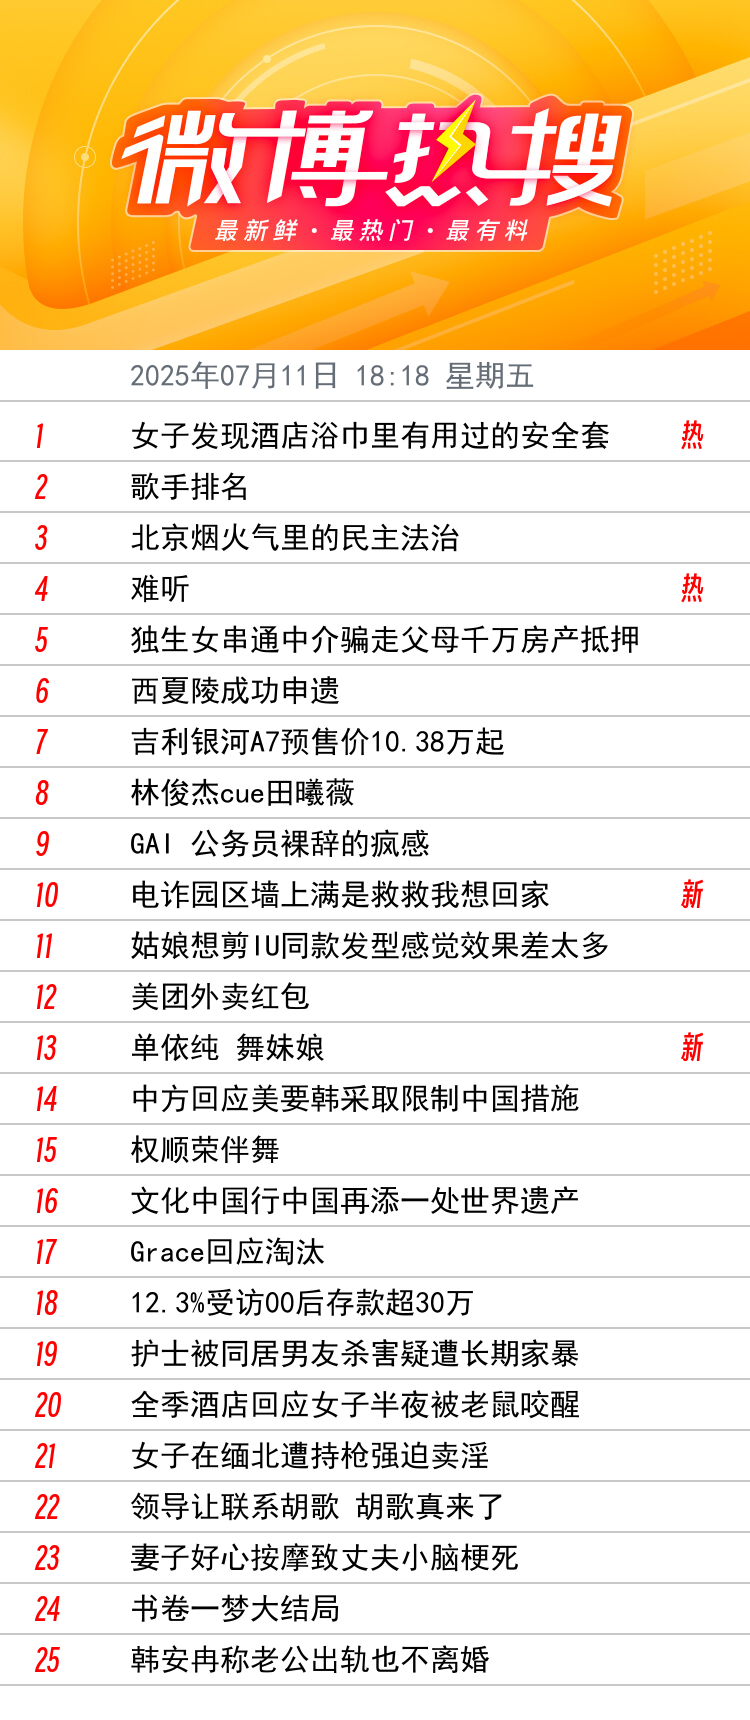 微博热搜
最新鲜·最热门·最有料
2025年07月11日 18:18 星期五
1 女子发现酒店浴巾里有用过的安全套 热
2 歌手排名
3 北京烟火气里的民主法治
4 难听 热
5 独生女串通中介骗走父母千万房产抵押
6 西夏陵成功申遗
7 吉利银河A7预售价10.38万起
8 林俊杰cue田曦薇
9 GAI 公务员裸辞的疯感
10 电诈园区墙上满是救救我想回家 新
11 姑娘想剪IU同款发型感觉效果差太多
12 美团外卖红包
13 单依纯 舞妹娘 新
14 中方回应美要韩采取限制中国措施
15 权顺荣伴舞
16 文化中国行中国再添一处世界遗产
17 Grace回应淘汰
18 12.3%受访00后存款超30万
19 护士被同居男友杀害疑遭长期家暴
20 全季酒店回应女子半夜被老鼠咬醒
21 女子在缅北遭持枪强迫卖淫
22 领导让联系胡歌 胡歌真来了
23 妻子好心按摩致丈夫小脑梗死
24 书卷一梦大结局
25 韩安冉称老公出轨也不离婚